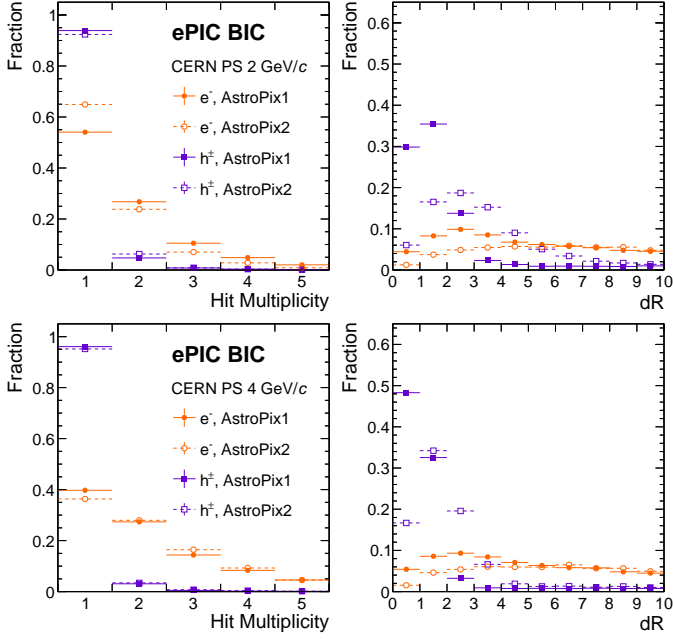 Fraction
1
0.8
0.6
0.4
0.2
0
ePIC BIC
CERN PS 2 GeV/c
e⁻, AstroPix1
e⁻, AstroPix2
h±, AstroPix1
h±, AstroPix2
1 2 3 4 5
Hit Multiplicity
Fraction
0.6
0.5
0.4
0.3
0.2
0.1
0
0 1 2 3 4 5 6 7 8 9 10
dR
Fraction
1
0.8
0.6
0.4
0.2
0
ePIC BIC
CERN PS 4 GeV/c
e⁻, AstroPix1
e⁻, AstroPix2
h±, AstroPix1
h±, AstroPix2
1 2 3 4 5
Hit Multiplicity
Fraction
0.6
0.5
0.4
0.3
0.2
0.1
0
0 1 2 3 4 5 6 7 8 9 10
dR